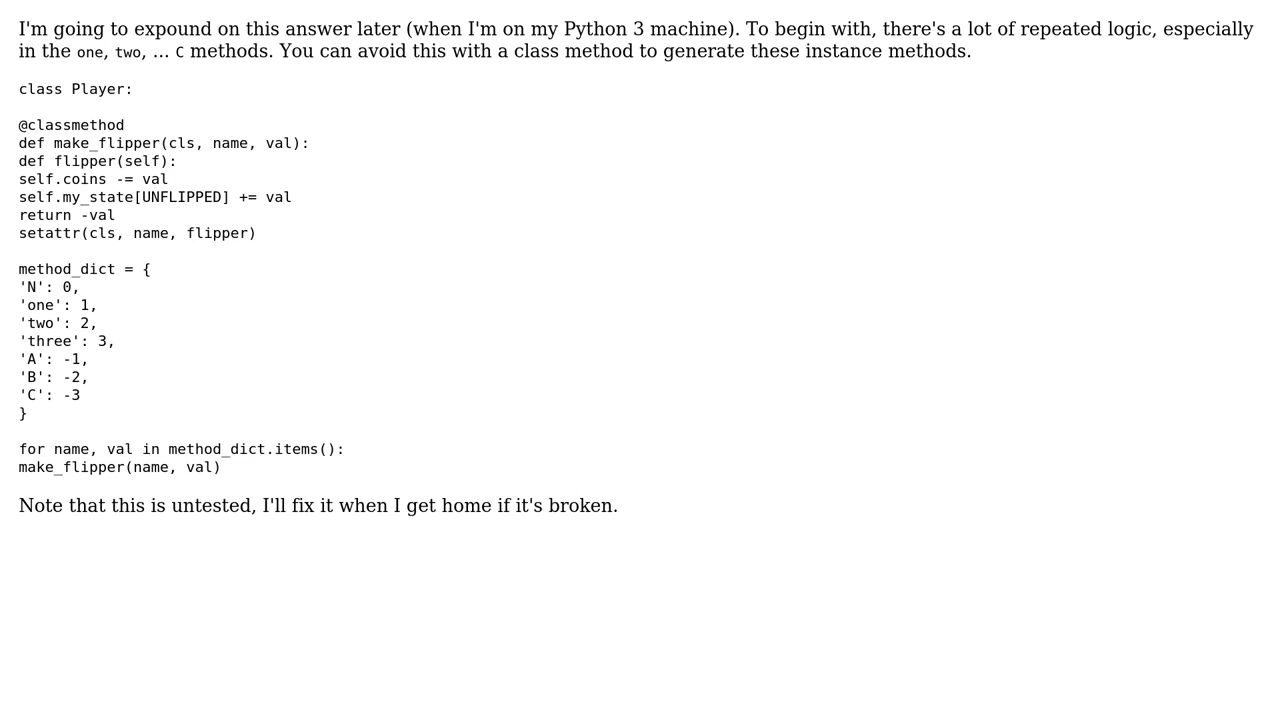 I'm going to expound on this answer later (when I'm on my Python 3 machine). To begin with, there's a lot of repeated logic, especially
in the one, two, ... C methods. You can avoid this with a class method to generate these instance methods.
class Player:
@classmethod
def make_flipper(cls, name, val):
def flipper(self):
self.coins -= val
self.my_state[UNFLIPPED] += val
return -val
setattr(cls, name, flipper)
method_dict = {
'N': 0,
'one': 1,
'two': 2,
'three': 3,
'A': -1,
'B': -2,
'C': -3
}
for name, val in method_dict.items():
make_flipper(name, val)
Note that this is untested, I'll fix it when I get home if it's broken.